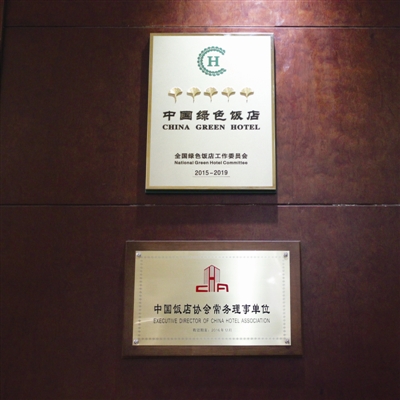 CH
中国绿色饭店
CHINA GREEN HOTEL
全国绿色饭店工作委员会
National Green Hotel Committee
2015-2019
CHA
中国饭店协会常务理事单位
EXECUTIVE DIRECTOR OF CHINA HOTEL ASSOCIATION